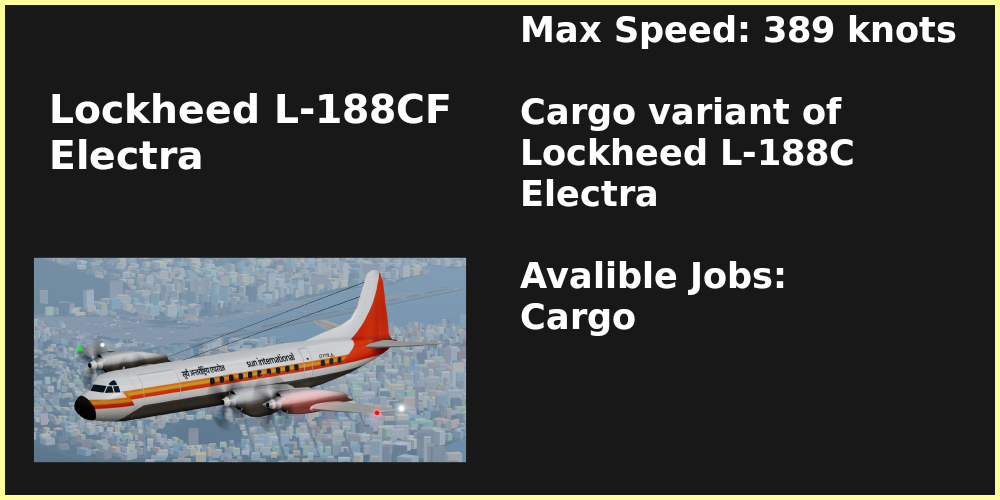 Lockheed L-188CF
Electra
Max Speed: 389 knots
Cargo variant of
Lockheed L-188C
Electra
Avalible Jobs:
Cargo
sun international